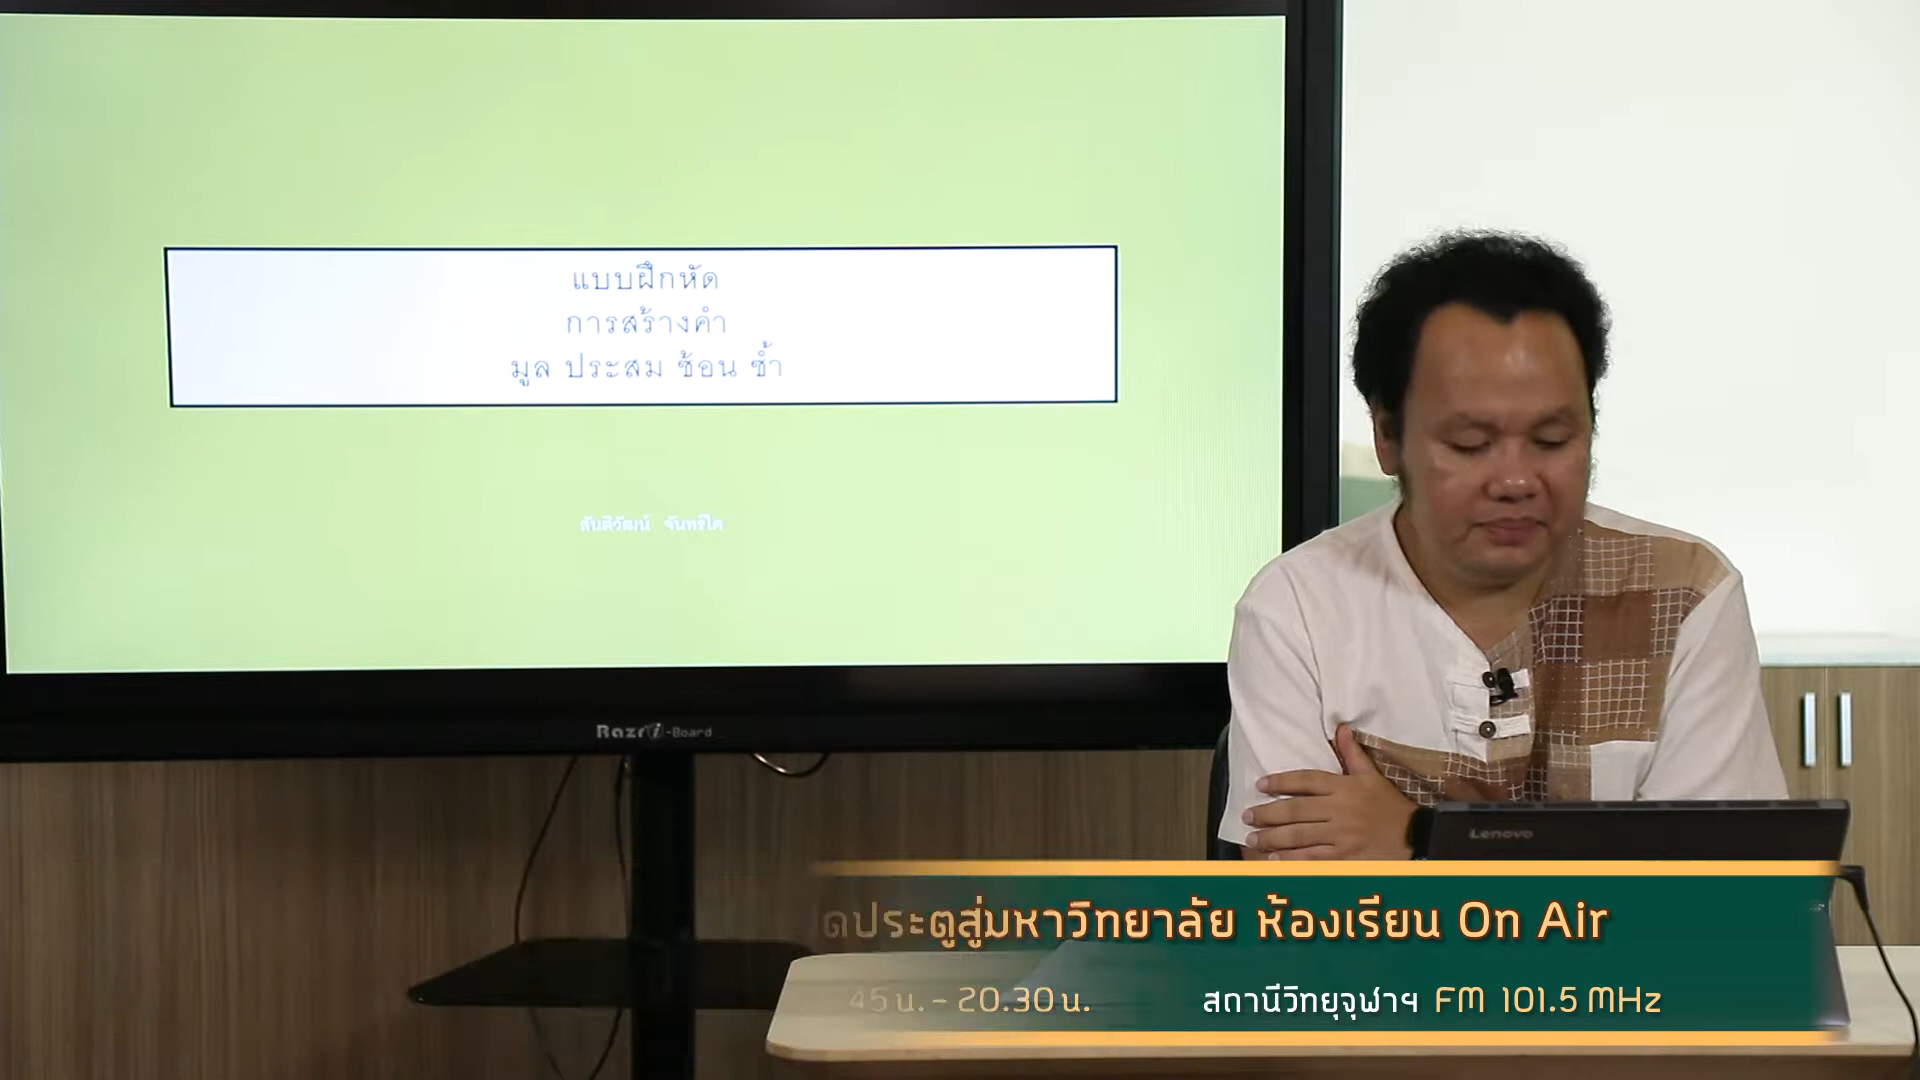 แบบฝึกหัด
การสร้างคำ
มูล ประสม ซ้อน ซ้ำ
สันติวัฒน์ จันทร์ใด
Razr i-Board
Lenovo
ดประตูสู่มหาวิทยาลัย ห้องเรียน On Air
45 น. - 20.30 น. สถานีวิทยุจุฬาฯ FM 101.5 MHz